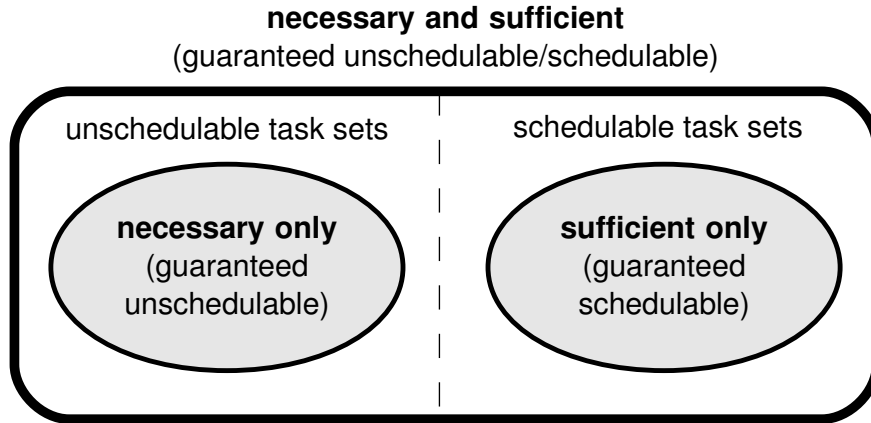 necessary and sufficient
(guaranteed unschedulable/schedulable)
unschedulable task sets
schedulable task sets
necessary only
(guaranteed
unschedulable)
sufficient only
(guaranteed
schedulable)